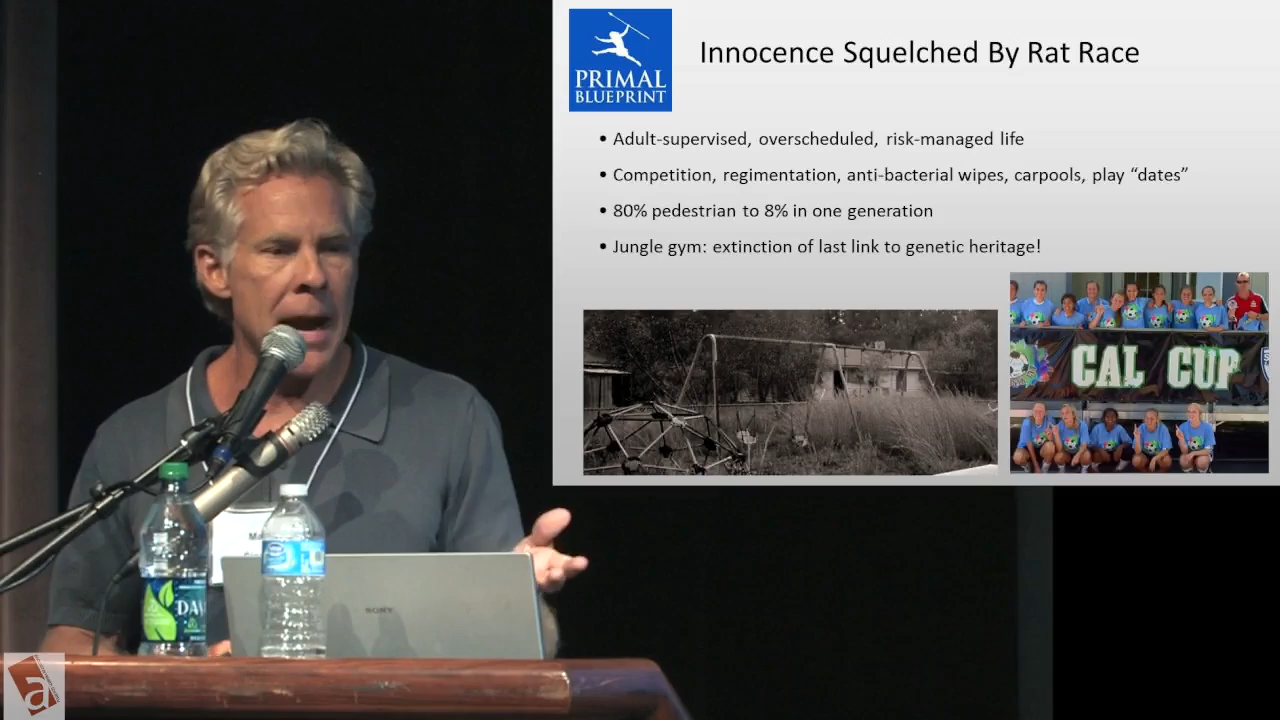 PRIMAL
BLUEPRINT
Innocence Squelched By Rat Race
• Adult-supervised, overscheduled, risk-managed life
• Competition, regimentation, anti-bacterial wipes, carpools, play “dates”
• 80% pedestrian to 8% in one generation
• Jungle gym: extinction of last link to genetic heritage!
CAL CUP
SONY
a